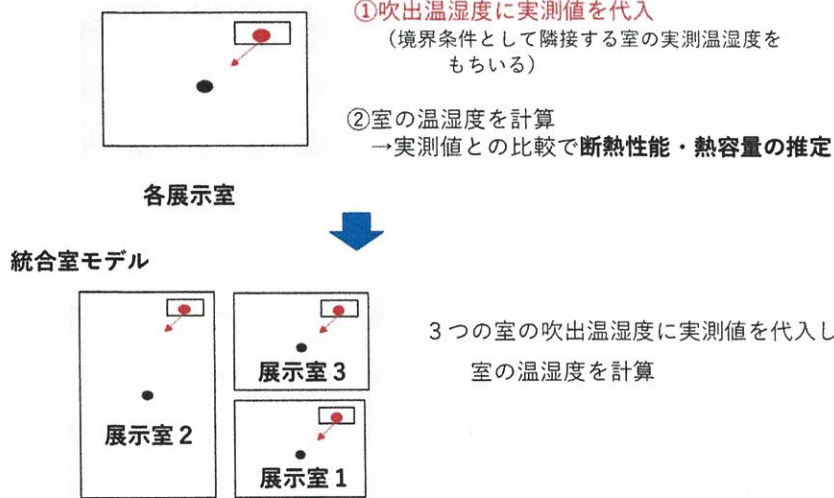 ①吹出温湿度に実測値を代入
(境界条件として隣接する室の実測温湿度を
もちいる)
②室の温湿度を計算
→実測値との比較で断熱性能・熱容量の推定
各展示室
統合室モデル
3つの室の吹出温湿度に実測値を代入し
室の温湿度を計算
展示室3
展示室2
展示室1